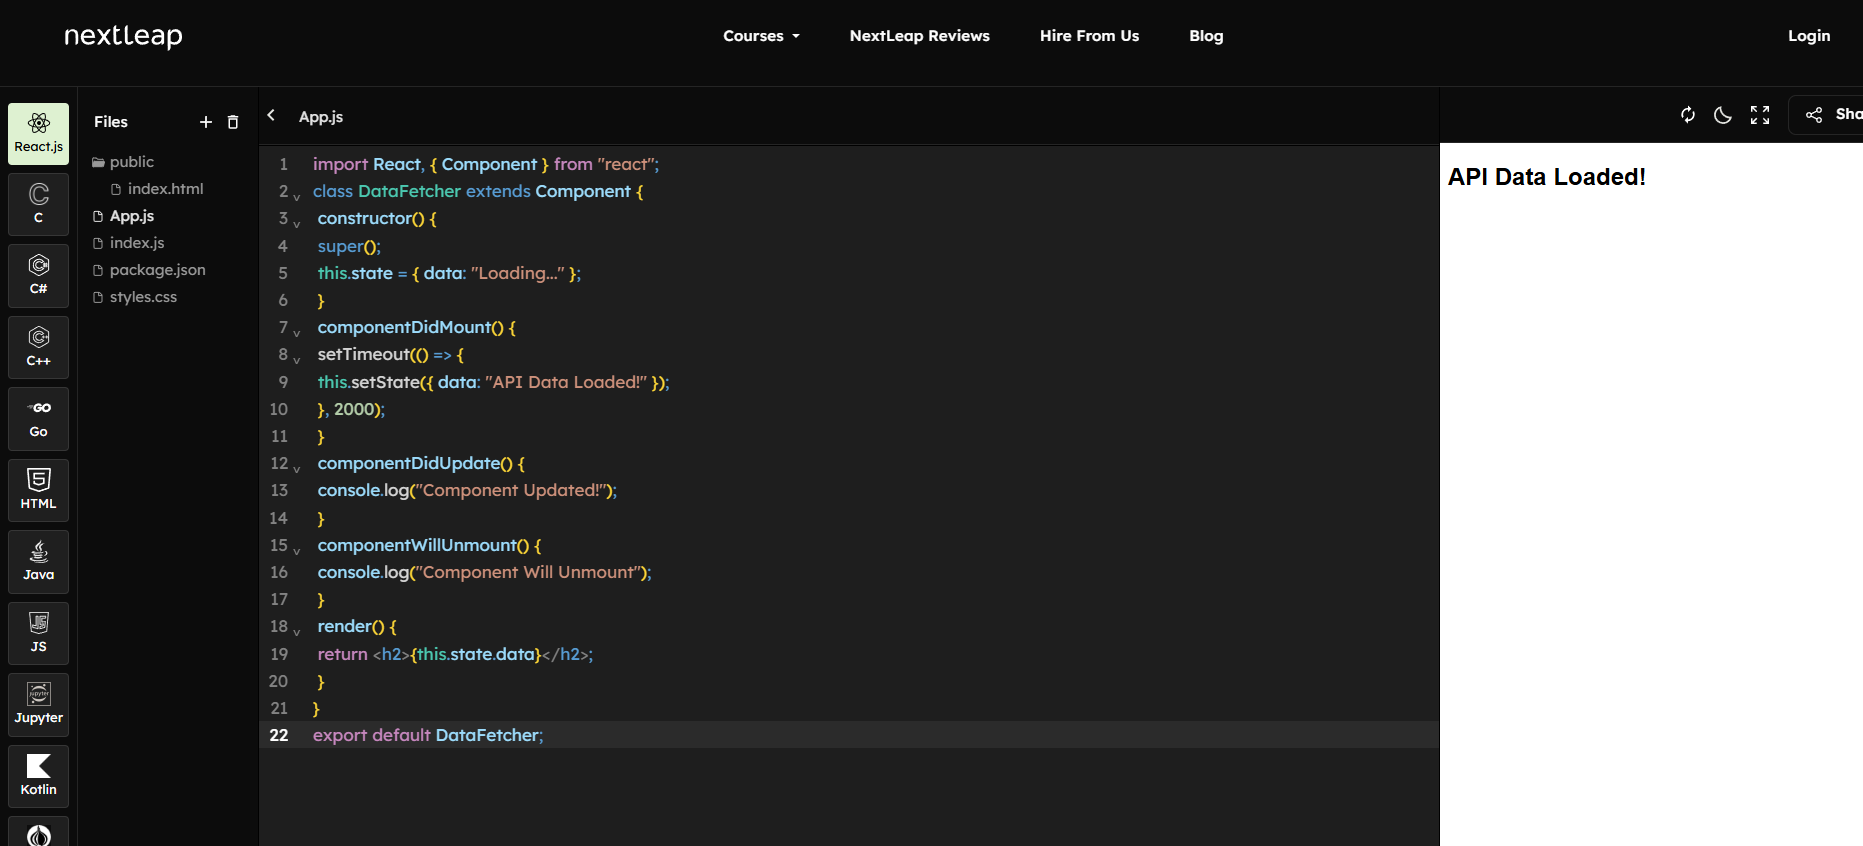 nextleap
Courses
NextLeap Reviews
Hire From Us
Blog
Login
React.js
C
C#
C++
GO
Go
5
HTML
Java
JS
JS
jupyter
Jupyter
Kotlin
Files
public
index.html
App.js
index.js
package.json
styles.css
App.js
1 import React, { Component } from "react";
2 class DataFetcher extends Component {
3 constructor() {
4 super();
5 this.state = { data: "Loading..." };
6 }
7 componentDidMount() {
8 setTimeout(() => {
9 this.setState({ data: "API Data Loaded!" });
10 }, 2000);
11 }
12 componentDidUpdate() {
13 console.log("Component Updated!");
14 }
15 componentWillUnmount() {
16 console.log("Component Will Unmount");
17 }
18 render() {
19 return <h2>{this.state.data}</h2>;
20 }
21 }
22 export default DataFetcher;
Sha
API Data Loaded!